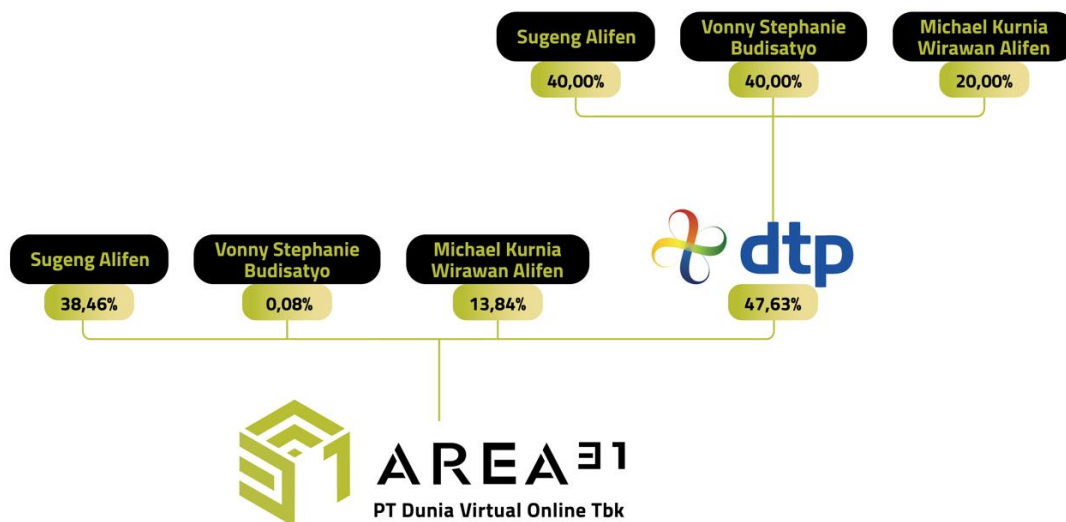 Sugeng Alifen
Vonny Stephanie
Budisatyo
Michael Kurnia
Wirawan Alifen
40,00%
40,00%
20,00%
dtp
Sugeng Alifen
Vonny Stephanie
Budisatyo
Michael Kurnia
Wirawan Alifen
38,46%
0,08%
13,84%
47,63%
AREA31
PT Dunia Virtual Online Tbk